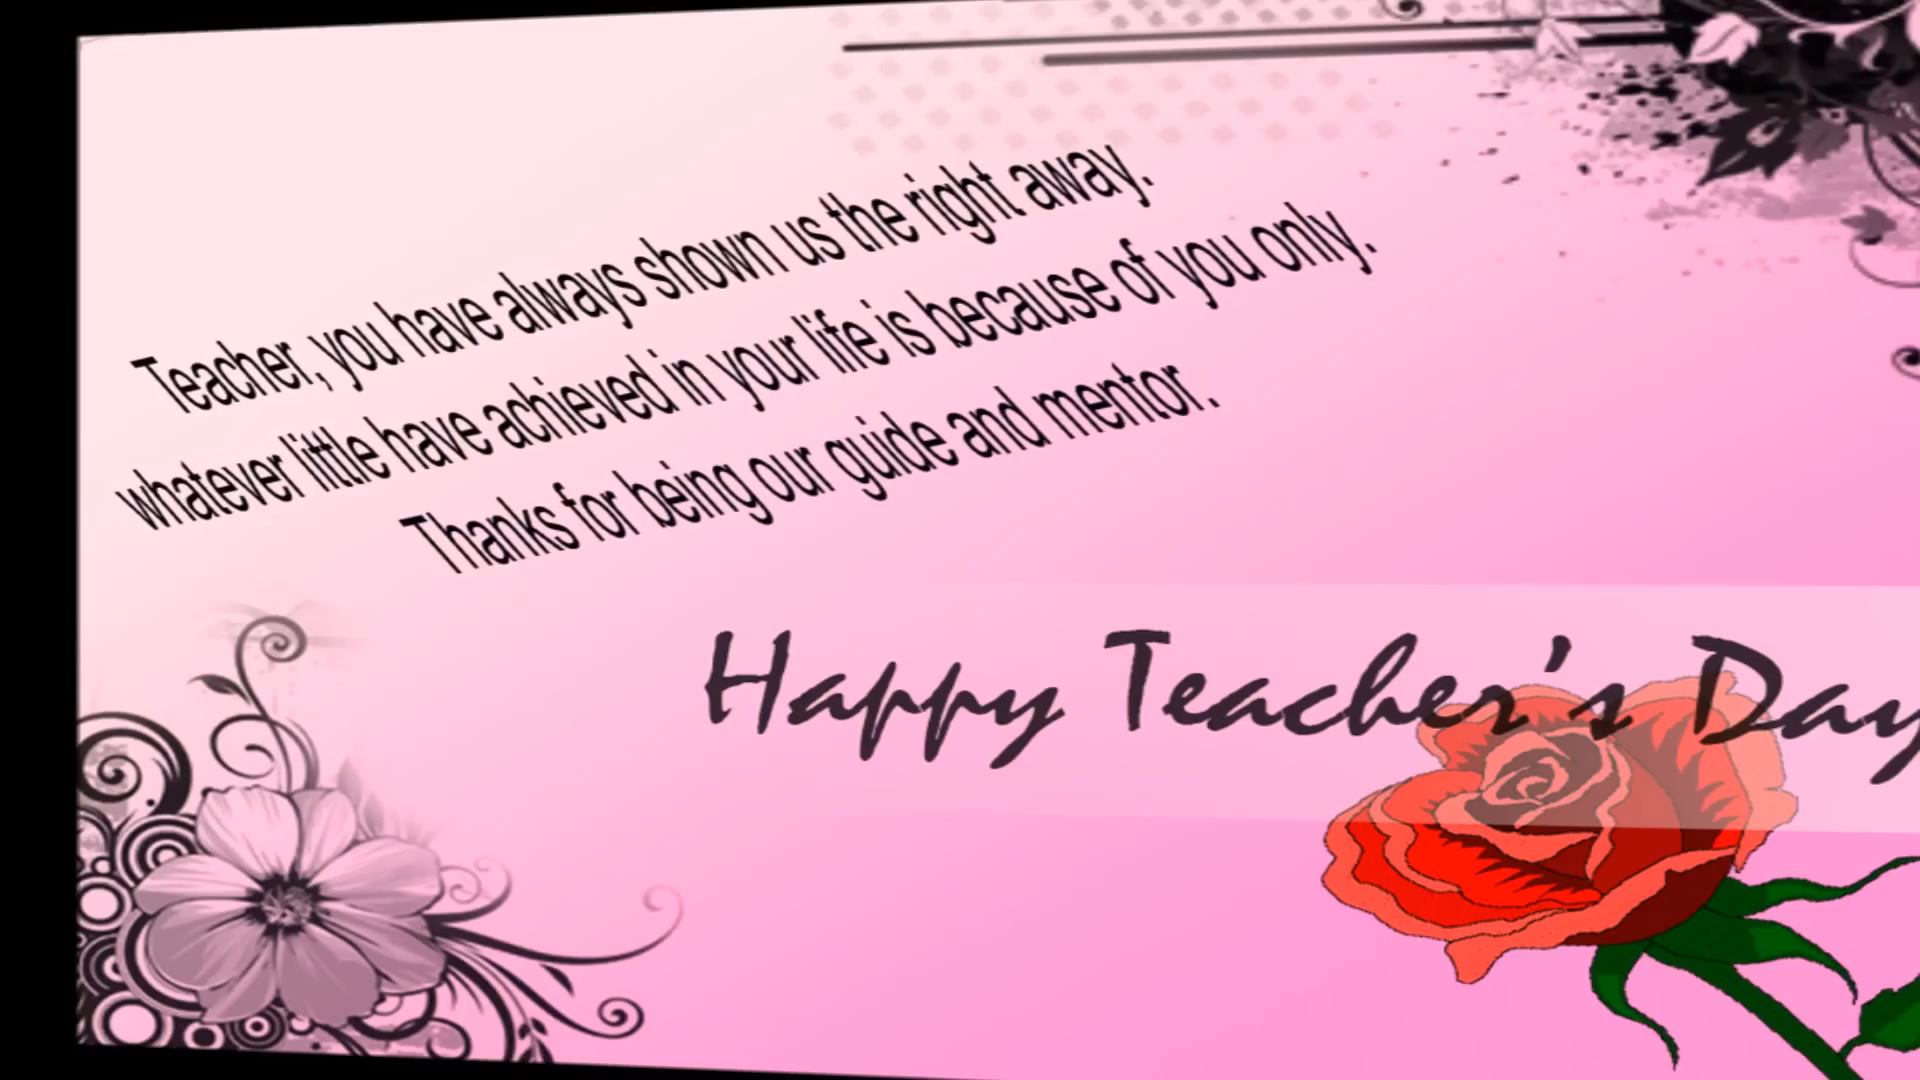 Teacher, you have always shown us the right away.
whatever little have achieved in your life is because of you only.
Thanks for being our guide and mentor.
Happy Teacher's Day